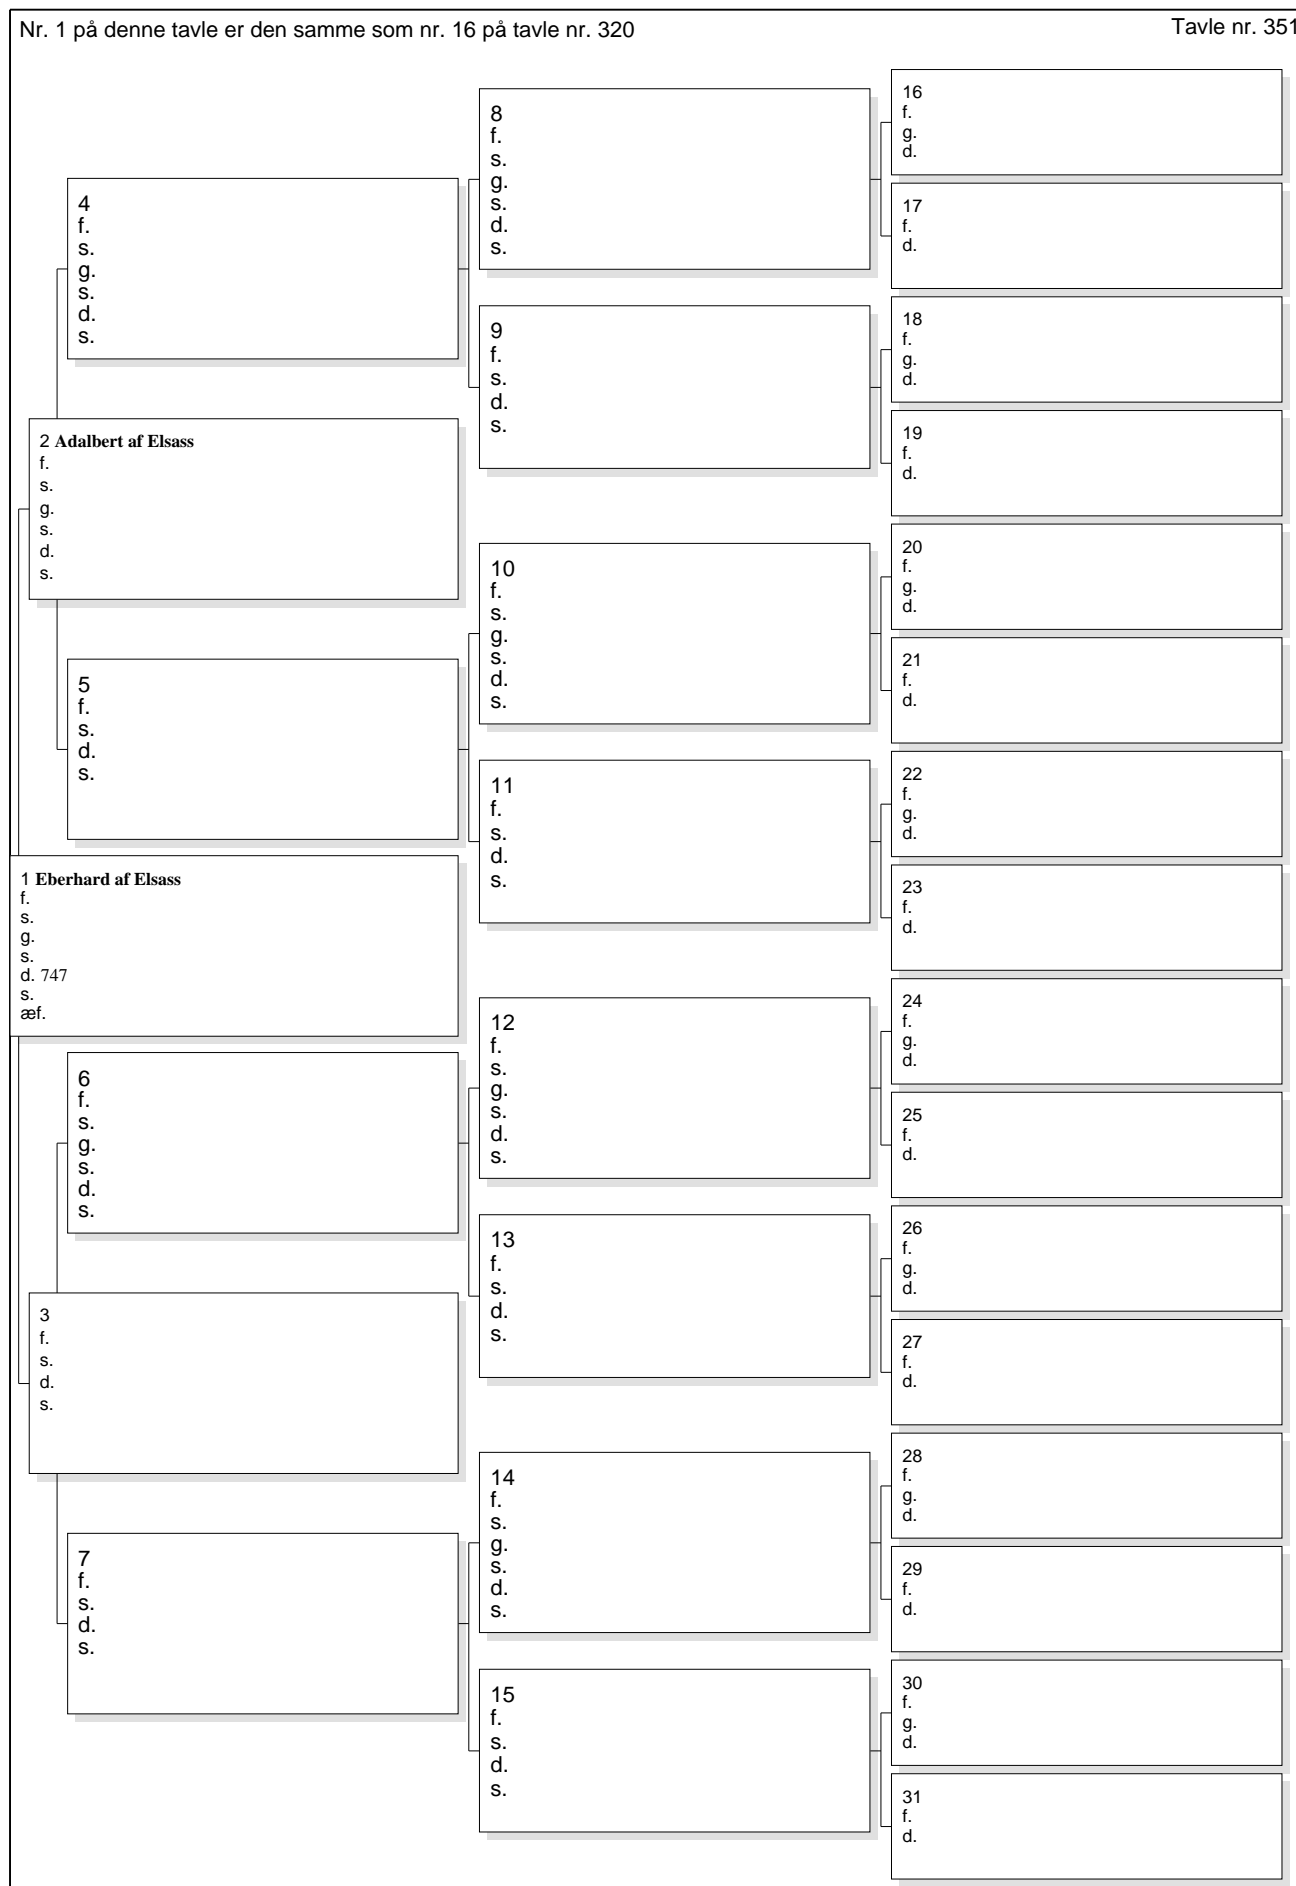 Nr. 1 på denne tavle er den samme som nr. 16 på tavle nr. 320
Tavle nr. 351
1 Eberhard af Elsass
f.
s.
g.
s.
d. 747
s.
æf.
2 Adalbert af Elsass
f.
s.
g.
s.
d.
s.
3
f.
s.
d.
s.
4
f.
s.
g.
s.
d.
s.
5
f.
s.
d.
s.
6
f.
s.
g.
s.
d.
s.
7
f.
s.
d.
s.
8
f.
s.
g.
s.
d.
s.
9
f.
s.
d.
s.
10
f.
s.
g.
s.
d.
s.
11
f.
s.
d.
s.
12
f.
s.
g.
s.
d.
s.
13
f.
s.
d.
s.
14
f.
s.
g.
s.
d.
s.
15
f.
s.
d.
s.
16
f.
g.
d.
17
f.
d.
18
f.
g.
d.
19
f.
d.
20
f.
g.
d.
21
f.
d.
22
f.
g.
d.
23
f.
d.
24
f.
g.
d.
25
f.
d.
26
f.
g.
d.
27
f.
d.
28
f.
g.
d.
29
f.
d.
30
f.
g.
d.
31
f.
d.